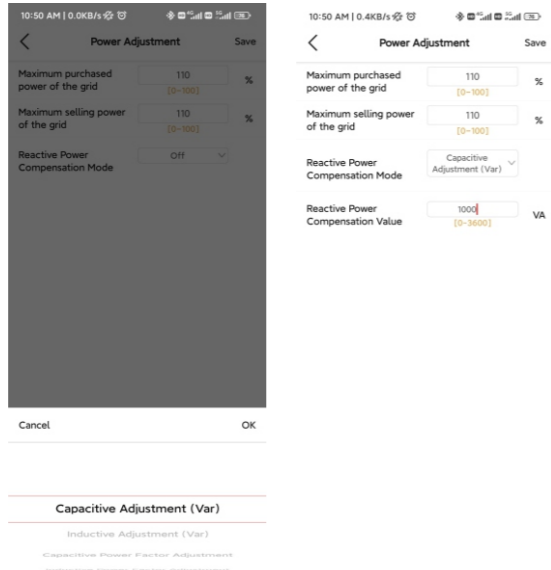 10:50 AM | 0.0KB/s
Power Adjustment
Save
Maximum purchased
power of the grid
110
%
[0~100]
Maximum selling power
of the grid
110
%
[0~100]
Reactive Power
Compensation Mode
Off
Cancel
OK
Capacitive Adjustment (Var)
Inductive Adjustment (Var)
Capacitive Power Factor Adjustment
10:50 AM | 0.4KB/s
Power Adjustment
Save
Maximum purchased
power of the grid
110
%
[0~100]
Maximum selling power
of the grid
110
%
[0~100]
Reactive Power
Compensation Mode
Capacitive
Adjustment (Var)
Reactive Power
Compensation Value
1000
VA
[0~3600]